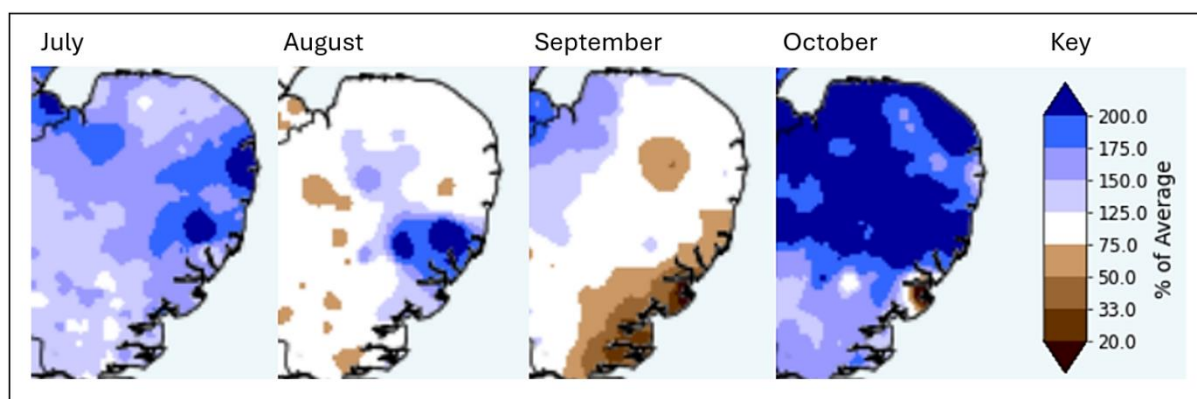 July
August
September
October
Key
200.0
175.0
150.0
125.0
75.0
50.0
33.0
20.0
% of Average